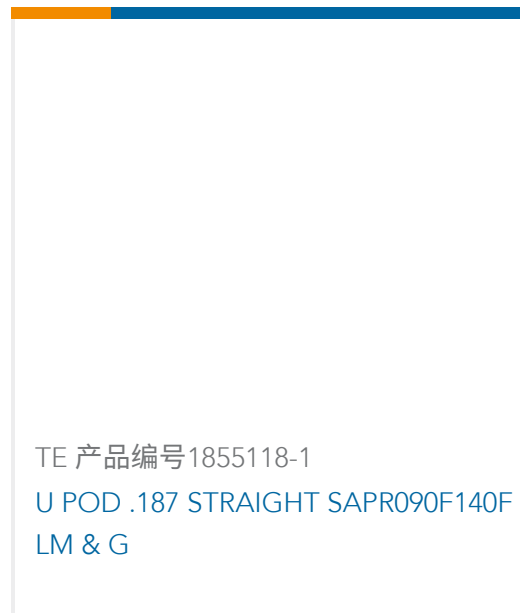 TE 产品编号1855118-1
U POD .187 STRAIGHT SAPR090F140F
LM & G